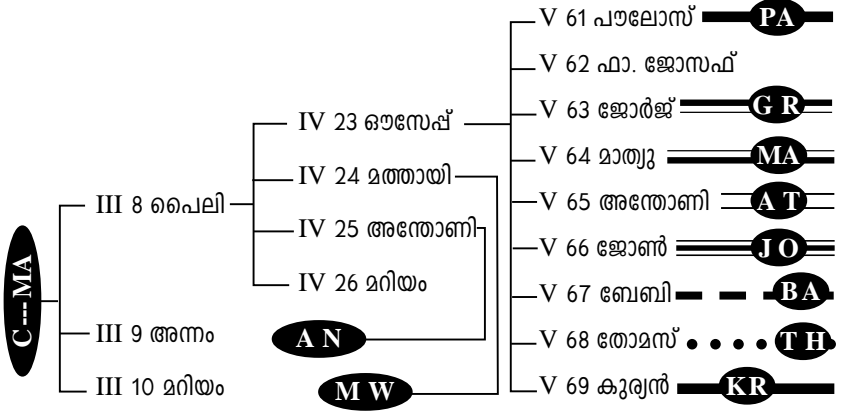 C---MA
III 8 പൈലി
III 9 അന്നം
III 10 മറിയം
IV 23 ഔസേപ്പ്
IV 24 മത്തായി
IV 25 അന്തോണി
IV 26 മറിയം
A N
M W
V 61 പൗലോസ് PA
V 62 ഫാ. ജോസഫ്
V 63 ജോർജ് G R
V 64 മാത്യു MA
V 65 അന്തോണി A T
V 66 ജോൺ J O
V 67 ബേബി B A
V 68 തോമസ് T H
V 69 കുര്യൻ KR